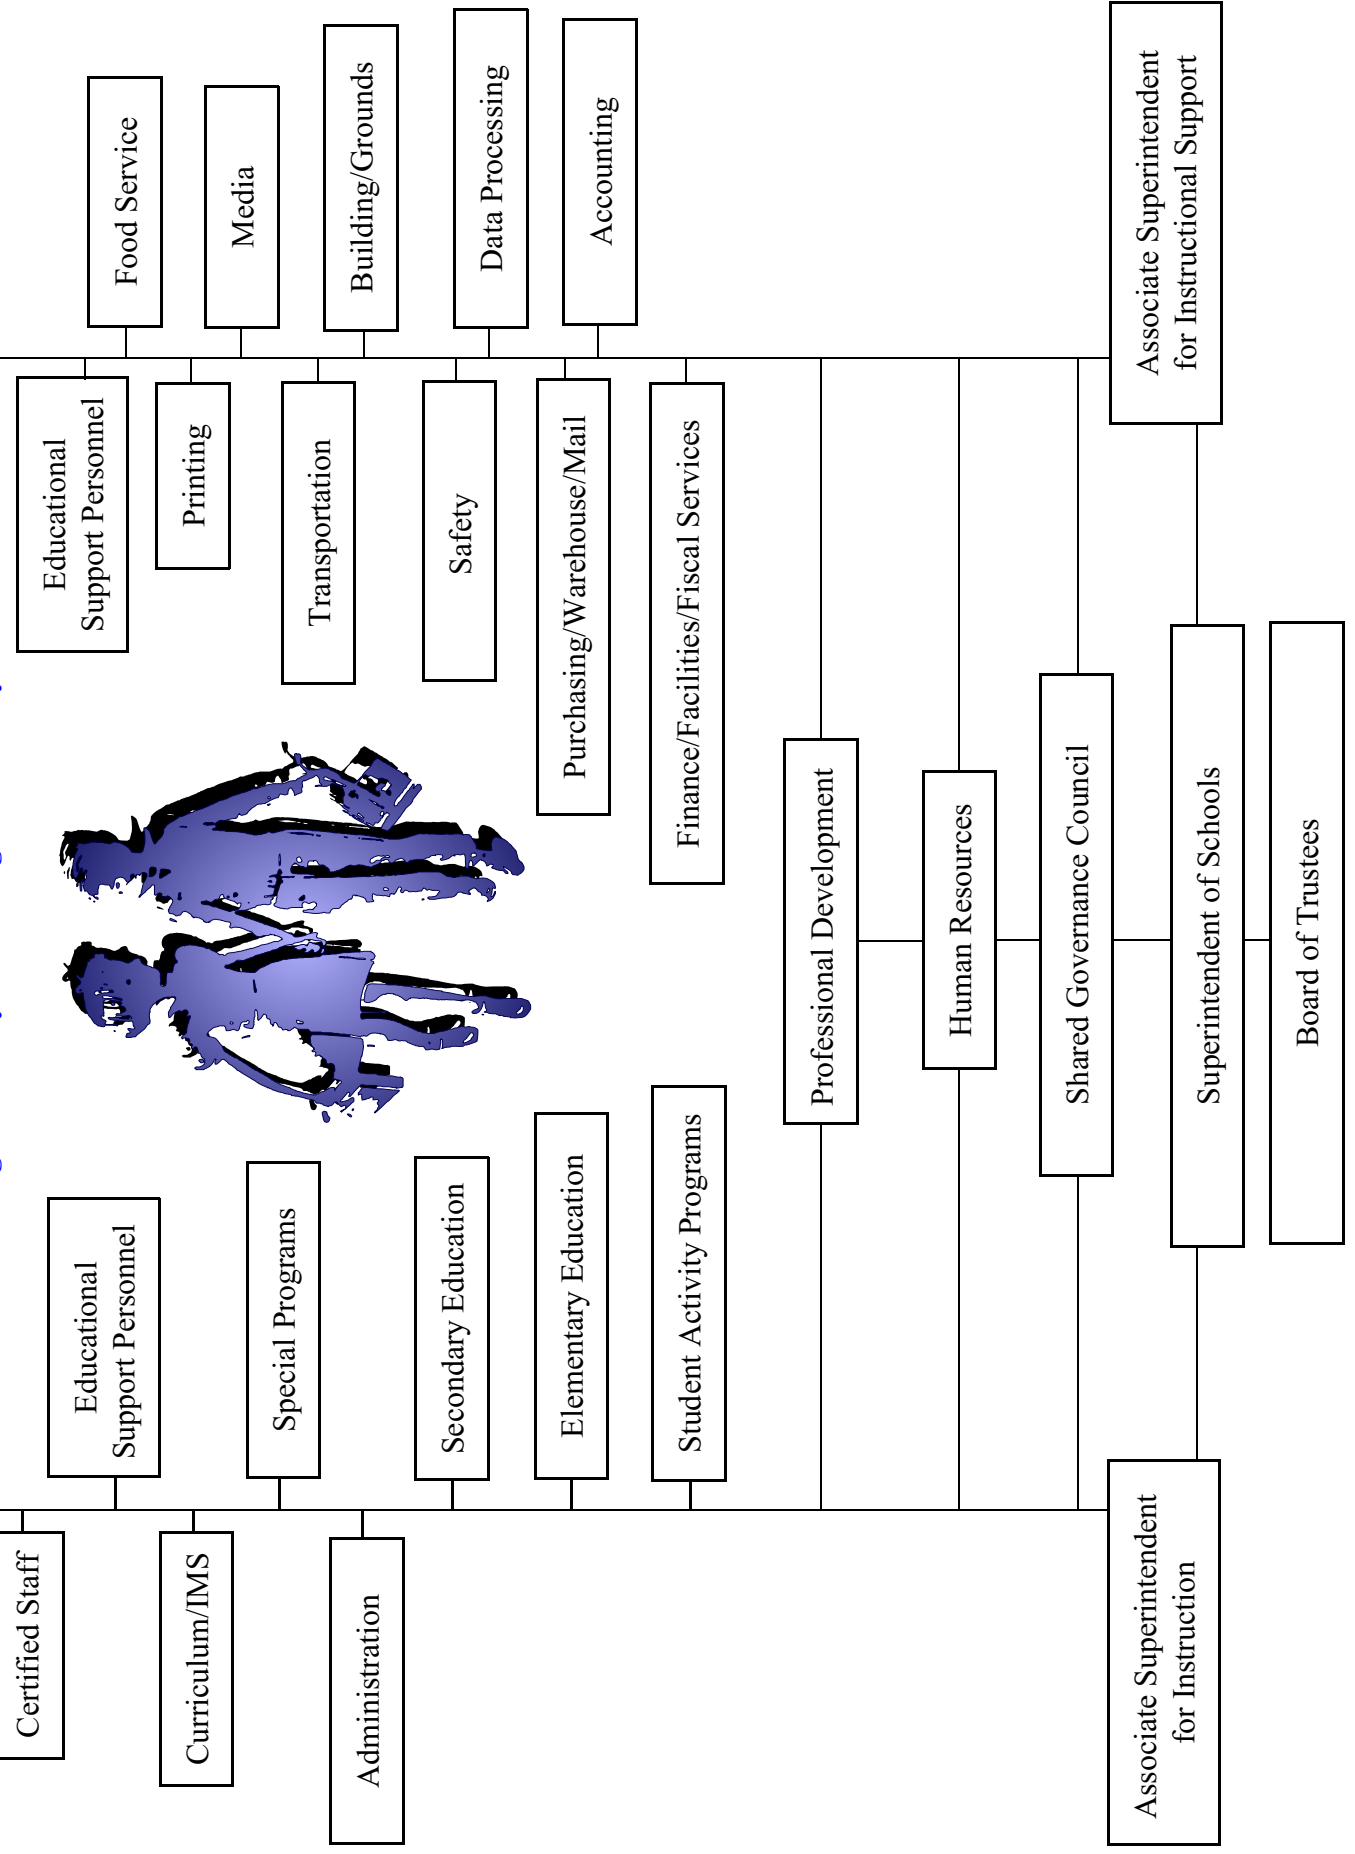 Certified Staff
Educational
Support Personnel
Educational
Support Personnel
Food Service
Curriculum/IMS
Printing
Media
Special Programs
Transportation
Building/Grounds
Administration
Secondary Education
Safety
Data Processing
Elementary Education
Purchasing/Warehouse/Mail
Accounting
Student Activity Programs
Finance/Facilities/Fiscal Services
Professional Development
Human Resources
Shared Governance Council
Associate Superintendent
for Instruction
Associate Superintendent
for Instructional Support
Superintendent of Schools
Board of Trustees